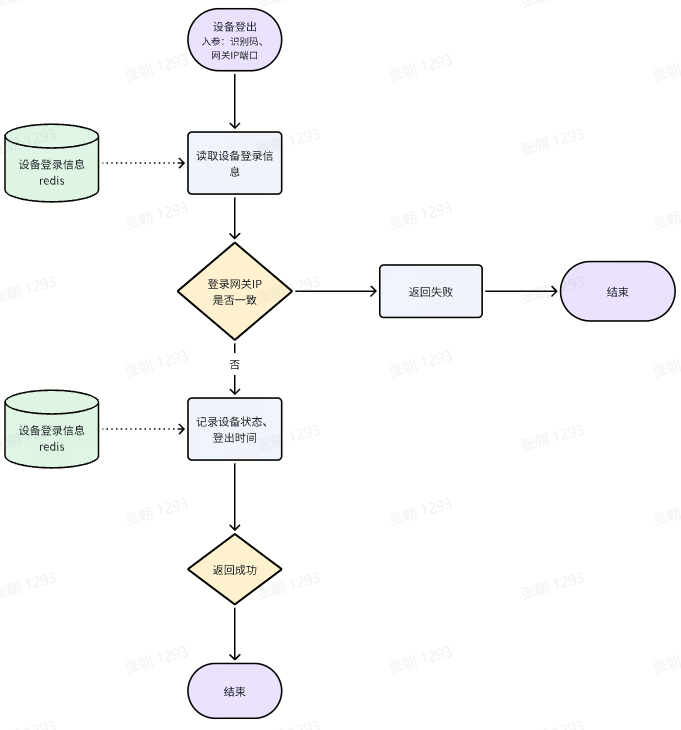 设备登出
入参：识别码、
网关IP端口
设备登录信息
redis
读取设备登录信
息
登录网关IP
是否一致
返回失败
结束
否
设备登录信息
redis
记录设备状态、
登出时间
返回成功
结束
张朝 1293